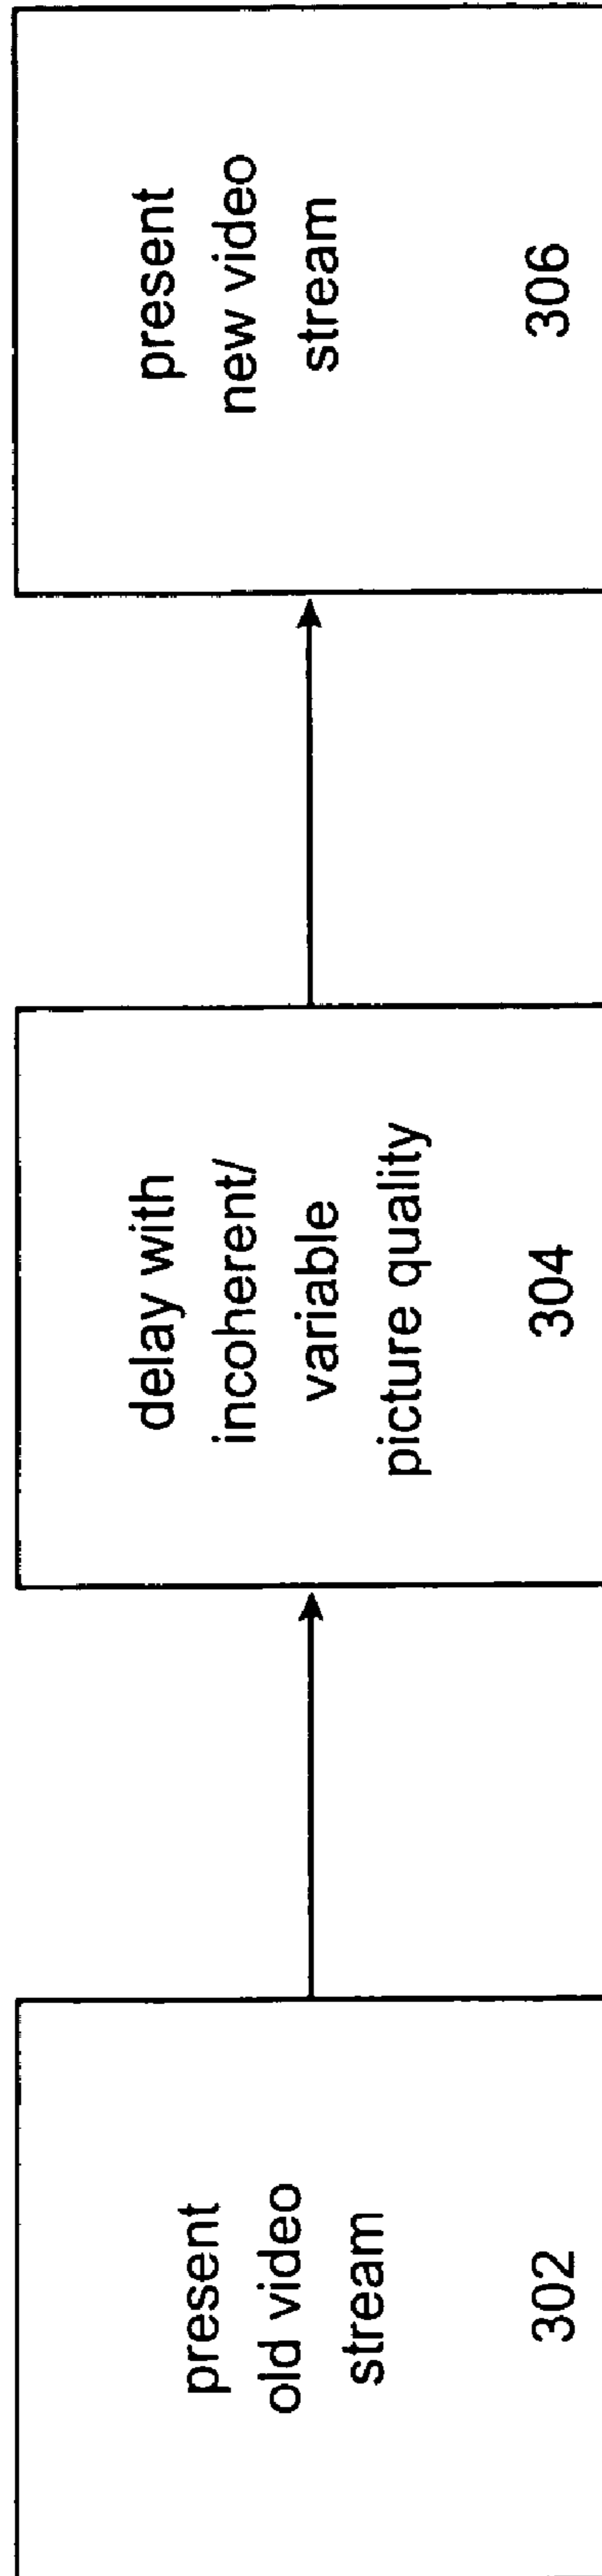 present
old video
stream
302
delay with
incoherent/
variable
picture quality
304
present
new video
stream
306